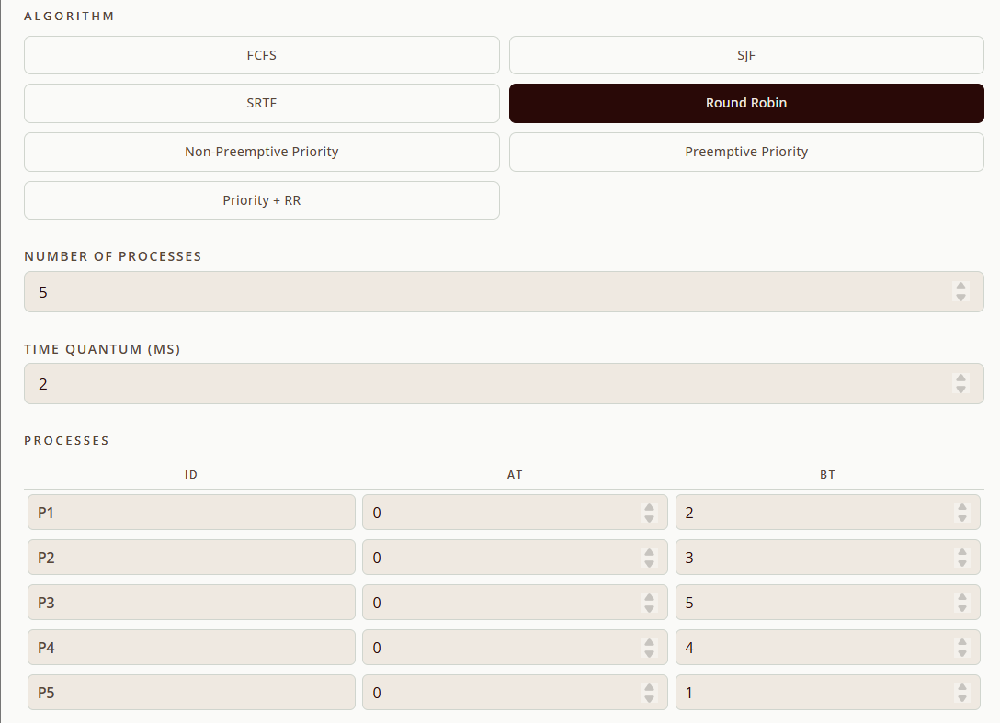 ALGORITHM
FCFS SJF
SRTF Round Robin
Non-Preemptive Priority Preemptive Priority
Priority + RR
NUMBER OF PROCESSES
5
TIME QUANTUM (MS)
2
PROCESSES
ID AT BT
P1 0 2
P2 0 3
P3 0 5
P4 0 4
P5 0 1